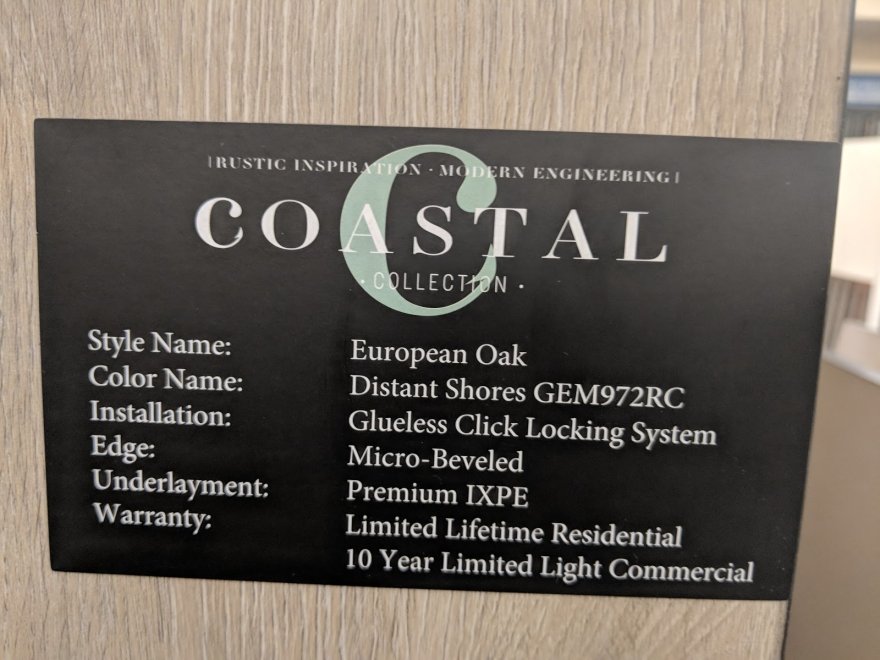 |RUSTIC INSPIRATION · MODERN ENGINEERING|
COASTAL
· COLLECTION ·
Style Name: European Oak
Color Name: Distant Shores GEM972RC
Installation: Glueless Click Locking System
Edge: Micro-Beveled
Underlayment: Premium IXPE
Warranty: Limited Lifetime Residential
10 Year Limited Light Commercial